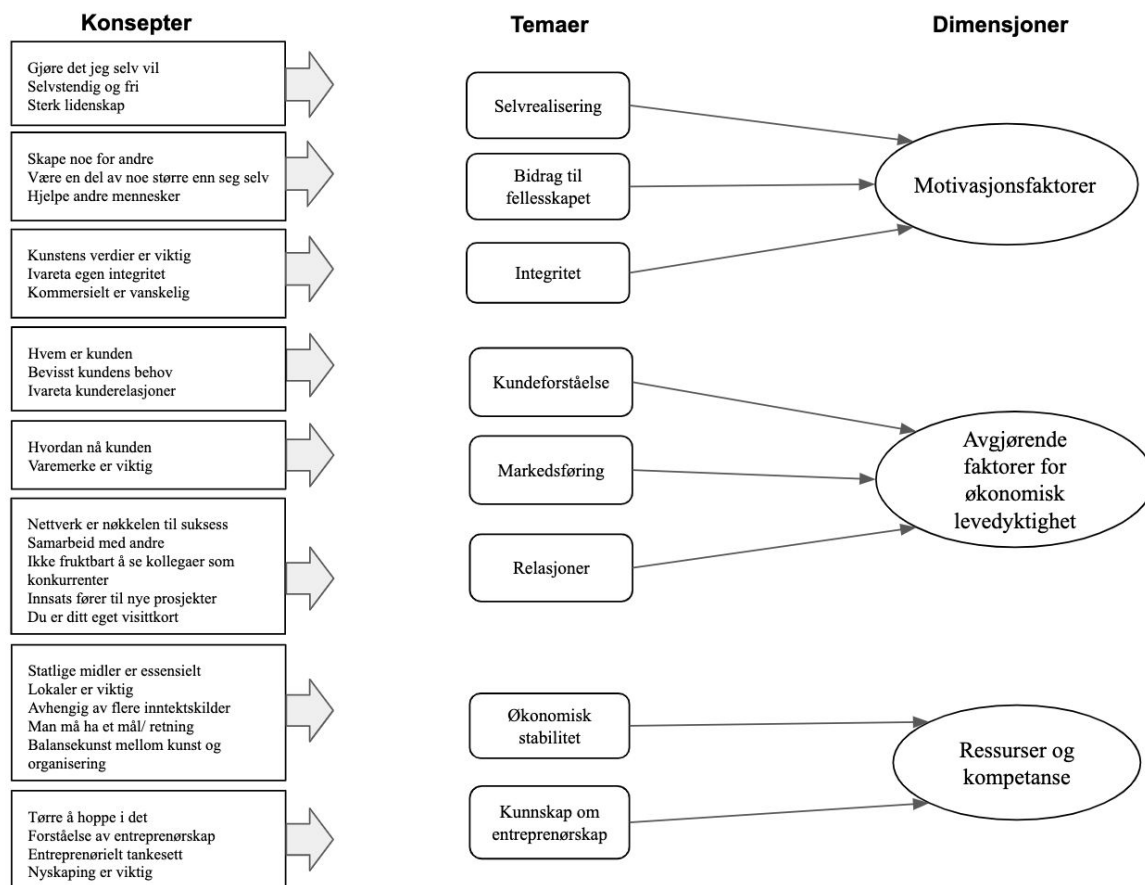 Konsepter
Temaer
Dimensjoner
Gjøre det jeg selv vil
Selvstendig og fri
Sterk lidenskap
Skape noe for andre
Være en del av noe større enn seg selv
Hjelpe andre mennesker
Kunstens verdier er viktig
Ivareta egen integritet
Kommersielt er vanskelig
Hvem er kunden
Bevisst kundens behov
Ivareta kunderelasjoner
Hvordan nå kunden
Varemerke er viktig
Nettverk er nøkkelen til suksess
Samarbeid med andre
Ikke fruktbart å se kollegaer som
konkurrenter
Innsats fører til nye prosjekter
Du er ditt eget visittkort
Statlige midler er essensielt
Lokaler er viktig
Avhengig av flere inntektskilder
Man må ha et mål/ retning
Balansekunst mellom kunst og
organisering
Tørre å hoppe i det
Forståelse av entreprenørskap
Entreprenørielt tankesett
Nyskaping er viktig
Selvrealisering
Bidrag til
fellesskapet
Integritet
Kundeforståelse
Markedsføring
Relasjoner
Økonomisk
stabilitet
Kunnskap om
entreprenørskap
Motivasjonsfaktorer
Avgjørende
faktorer for
økonomisk
levedyktighet
Ressurser og
kompetanse